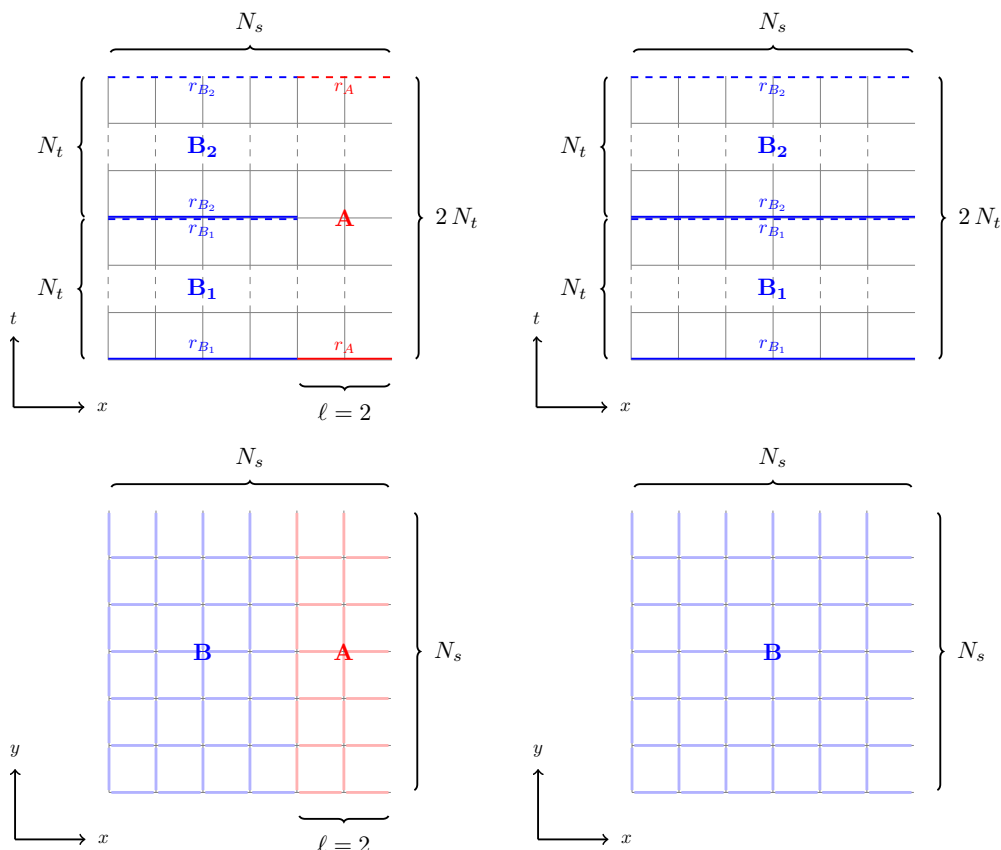 N_s
N_s
r_{B_2} r_A
r_{B_2}
N_t B_2
N_t B_2
r_{B_2}
r_{B_2}
A 2 N_t
2 N_t
r_{B_1}
r_{B_1}
N_t B_1
N_t B_1
t
t
r_{B_1} r_A
r_{B_1}
x
ℓ = 2
x
N_s
N_s
B A N_s
B N_s
y
y
x
ℓ = 2
x